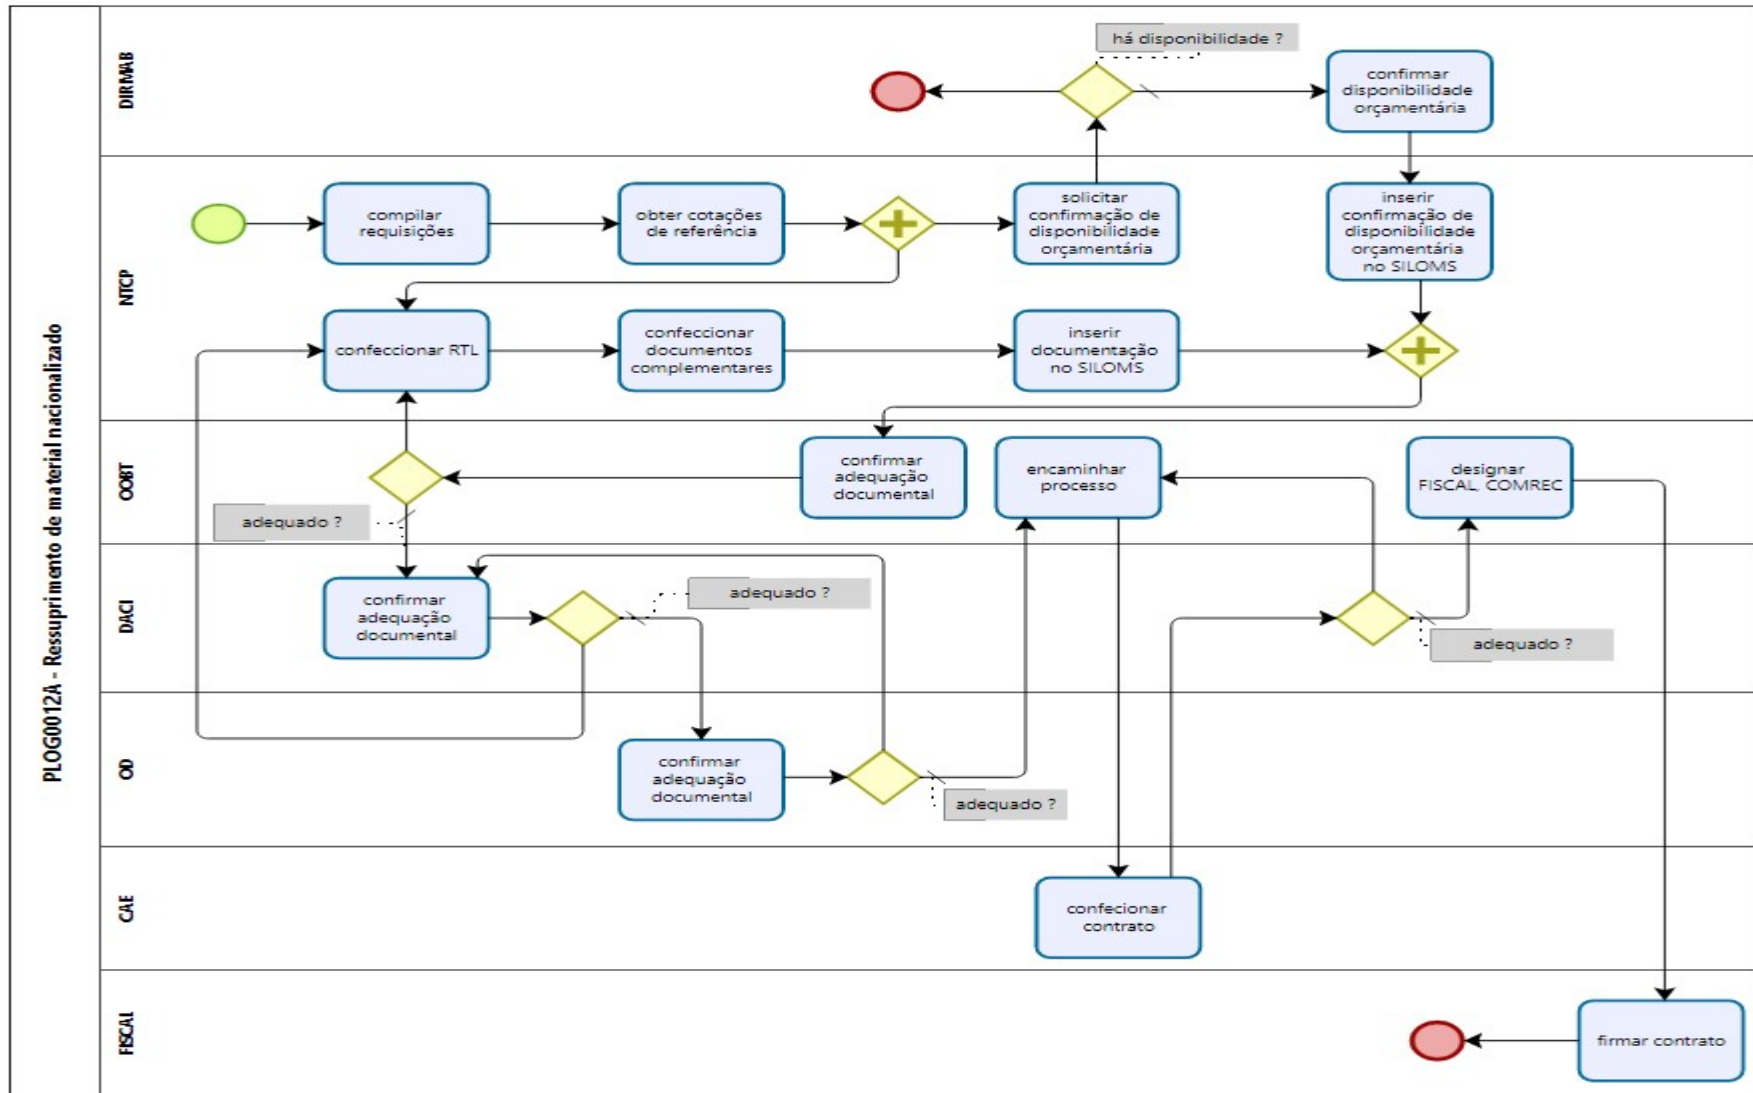 PLOG0012A - Ressuprimento de material nacionalizado
DIRMAB
há disponibilidade ?
confirmar
disponibilidade
orçamentária
NTCP
compilar
requisições
obter cotações
de referência
solicitar
confirmação de
disponibilidade
orçamentária
inserir
confirmação de
disponibilidade
orçamentária
no SILOMS
confeccionar RTL
confeccionar
documentos
complementares
inserir
documentação
no SILOMS
confirmar
adequação
documental
encaminhar
processo
designar
FISCAL, COMREC
adequado ?
DACI
confirmar
adequação
documental
adequado ?
adequado ?
OD
confirmar
adequação
documental
adequado ?
CAE
confecionar
contrato
FISCAL
firmar contrato